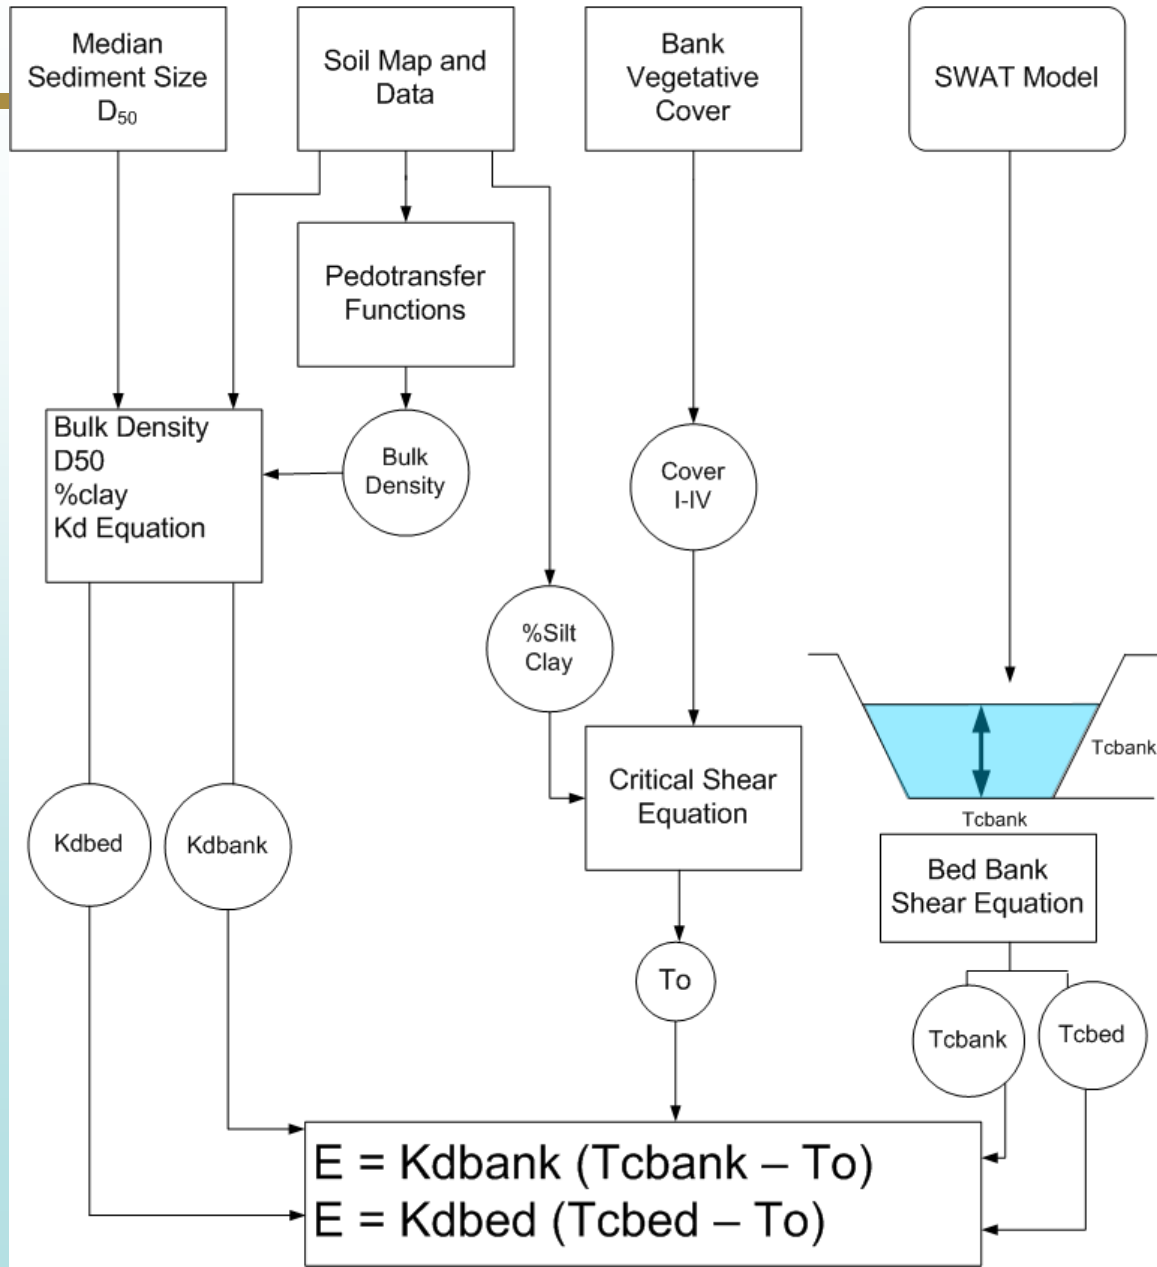 Median
Sediment Size
D₅₀
Soil Map and
Data
Bank
Vegetative
Cover
SWAT Model
Pedotransfer
Functions
Bulk Density
D50
%clay
Kd Equation
Bulk
Density
Cover
I-IV
%Silt
Clay
Tcbank
Tcbank
Critical Shear
Equation
Kdbed
Kdbank
Bed Bank
Shear Equation
To
Tcbank
Tcbed
E = Kdbank (Tcbank – To)
E = Kdbed (Tcbed – To)